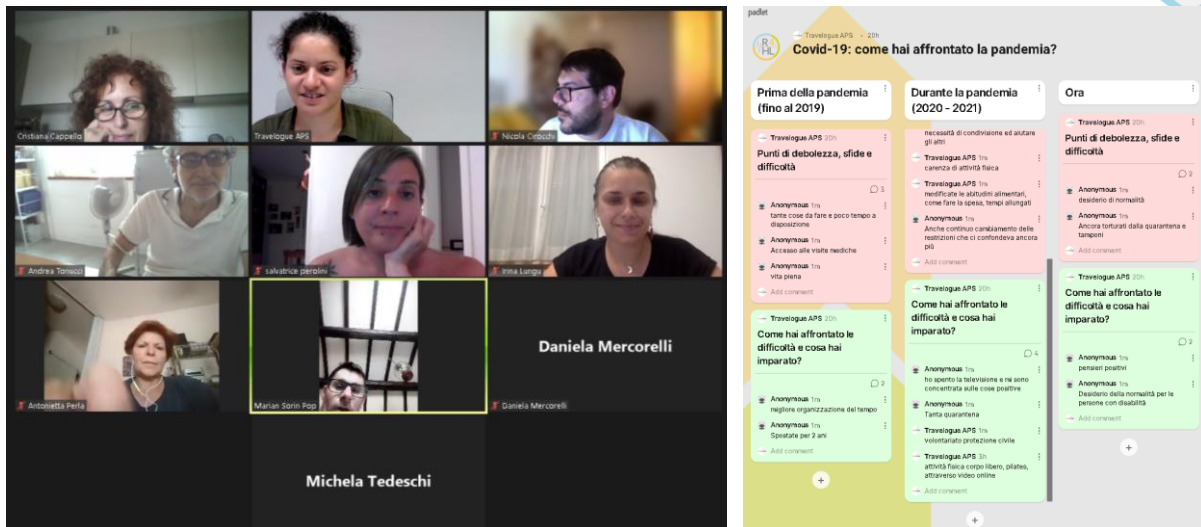 Cristiana Cappello
Travelogue APS
Nicola Cirocchi
Andrea Tonucci
salvatrice perolini
Irina Lungu
Antonietta Perla
Marian Sorin Pop
Daniela Mercorelli
Daniela Mercorelli
Michela Tedeschi
padlet
RHL
Travelogue APS • 20h
Covid-19: come hai affrontato la pandemia?
Prima della pandemia
(fino al 2019)
Travelogue APS 20h
Punti di debolezza, sfide e
difficoltà
3
Anonymous 1m
tante cose da fare e poco tempo a
disposizione
Anonymous 1m
Accesso alle visite mediche
Anonymous 1m
vita piena
Add comment
Travelogue APS 20h
Come hai affrontato le
difficoltà e cosa hai
imparato?
2
Anonymous 1m
migliore organizzazione del tempo
Anonymous 1m
Spostate per 2 anni
Add comment
Durante la pandemia
(2020 - 2021)
necessità di condivisione ed aiutare
gli altri
Travelogue APS 1m
carenza di attività fisica
Travelogue APS 1m
modificate le abitudini alimentari,
come fare la spesa, tempi allungati
Anonymous 1m
Anche continuo cambiamento delle
restrizioni che ci confondeva ancora
più
Add comment
Travelogue APS 20h
Come hai affrontato le
difficoltà e cosa hai
imparato?
4
Anonymous 1m
ho spento la televisione e mi sono
concentrata sulle cose positive
Anonymous 1m
Tanta quarantena
Travelogue APS 1m
volontariato protezione civile
Travelogue APS 3h
attività fisica corpo libero, pilates,
attraverso video online
Add comment
Ora
Travelogue APS 20h
Punti di debolezza, sfide e
difficoltà
2
Anonymous 1m
desiderio di normalità
Anonymous 1m
Ancora torturati dalla quarantena e
tamponi
Add comment
Travelogue APS 20h
Come hai affrontato le
difficoltà e cosa hai
imparato?
2
Anonymous 1m
pensieri positivi
Anonymous 1m
Desiderio della normalità per le
persone con disabilità
Add comment